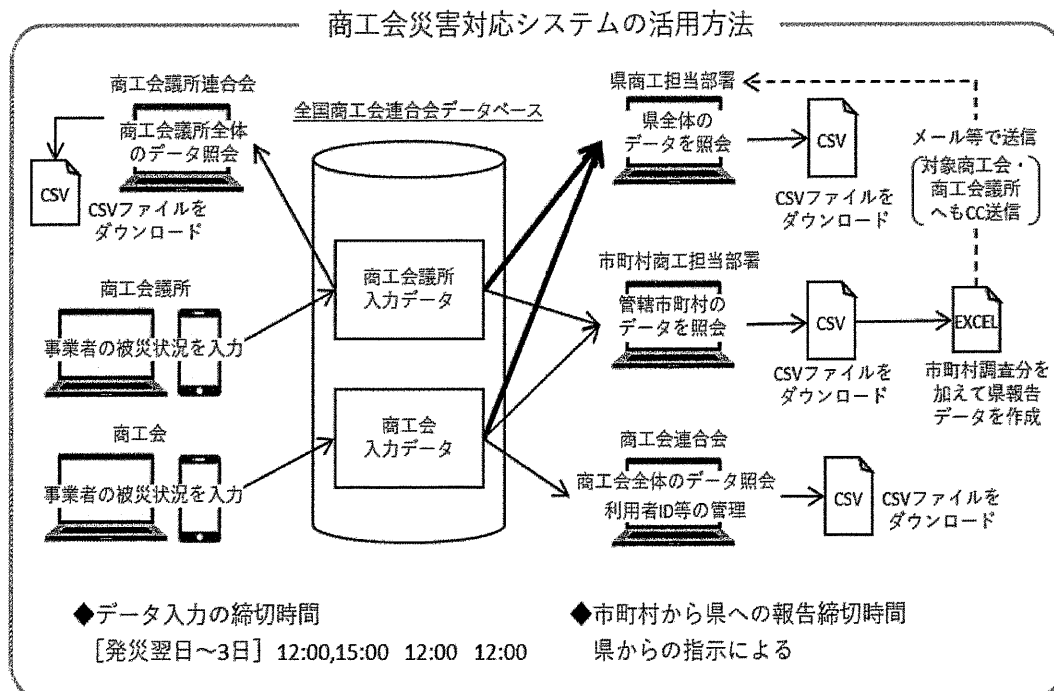 商工会災害対応システムの活用方法
商工会議所連合会
商工会議所全体
のデータ照会
CSV
CSVファイルを
ダウンロード
商工会議所
事業者の被災状況を入力
商工会
事業者の被災状況を入力
全国商工会連合会データベース
商工会議所
入力データ
商工会
入力データ
県商工担当部署
県全体の
データを照会
CSV
CSVファイルを
ダウンロード
メール等で送信
対象商工会・
商工会議所
へもCC送信
市町村商工担当部署
管轄市町村の
データを照会
CSV
CSVファイルを
ダウンロード
EXCEL
市町村調査分を
加えて県報告
データを作成
商工会連合会
商工会全体のデータ照会
利用者ID等の管理
CSV
CSVファイルを
ダウンロード
◆データ入力の締切時間
[発災翌日～3日] 12:00,15:00 12:00 12:00
◆市町村から県への報告締切時間
県からの指示による